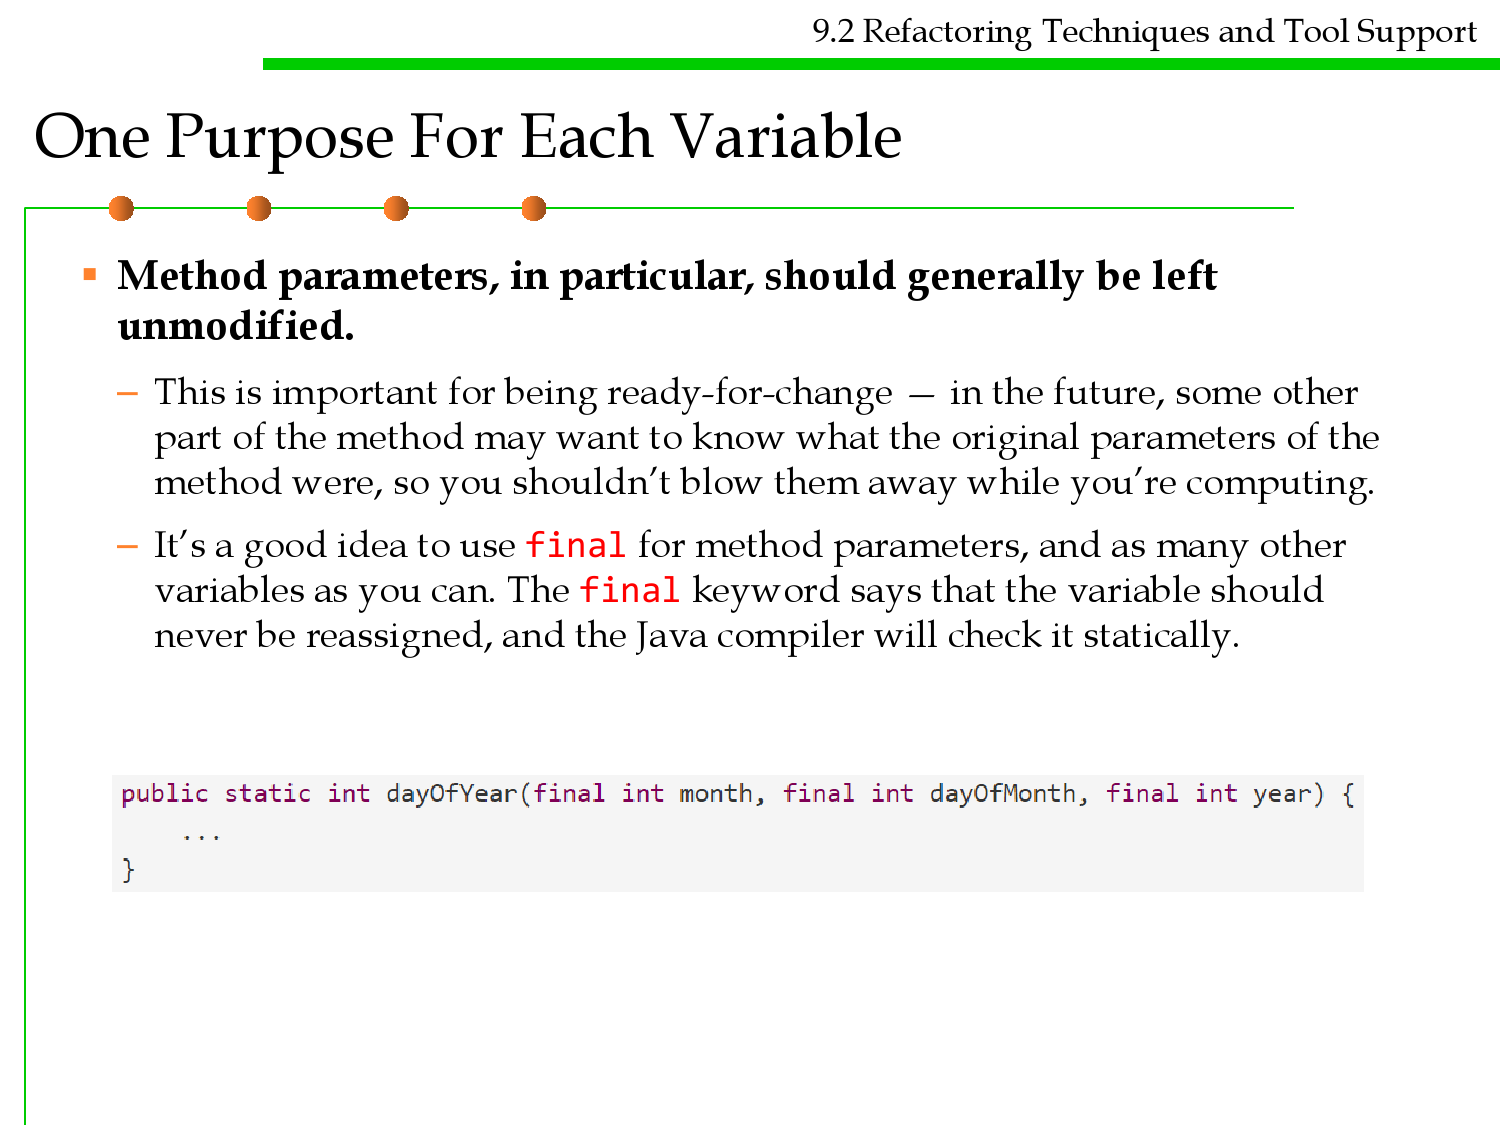 9.2 Refactoring Techniques and Tool Support
One Purpose For Each Variable
▪ Method parameters, in particular, should generally be left
unmodified.
– This is important for being ready-for-change — in the future, some other
part of the method may want to know what the original parameters of the
method were, so you shouldn’t blow them away while you’re computing.
– It’s a good idea to use final for method parameters, and as many other
variables as you can. The final keyword says that the variable should
never be reassigned, and the Java compiler will check it statically.
public static int dayOfYear(final int month, final int dayOfMonth, final int year) {
...
}